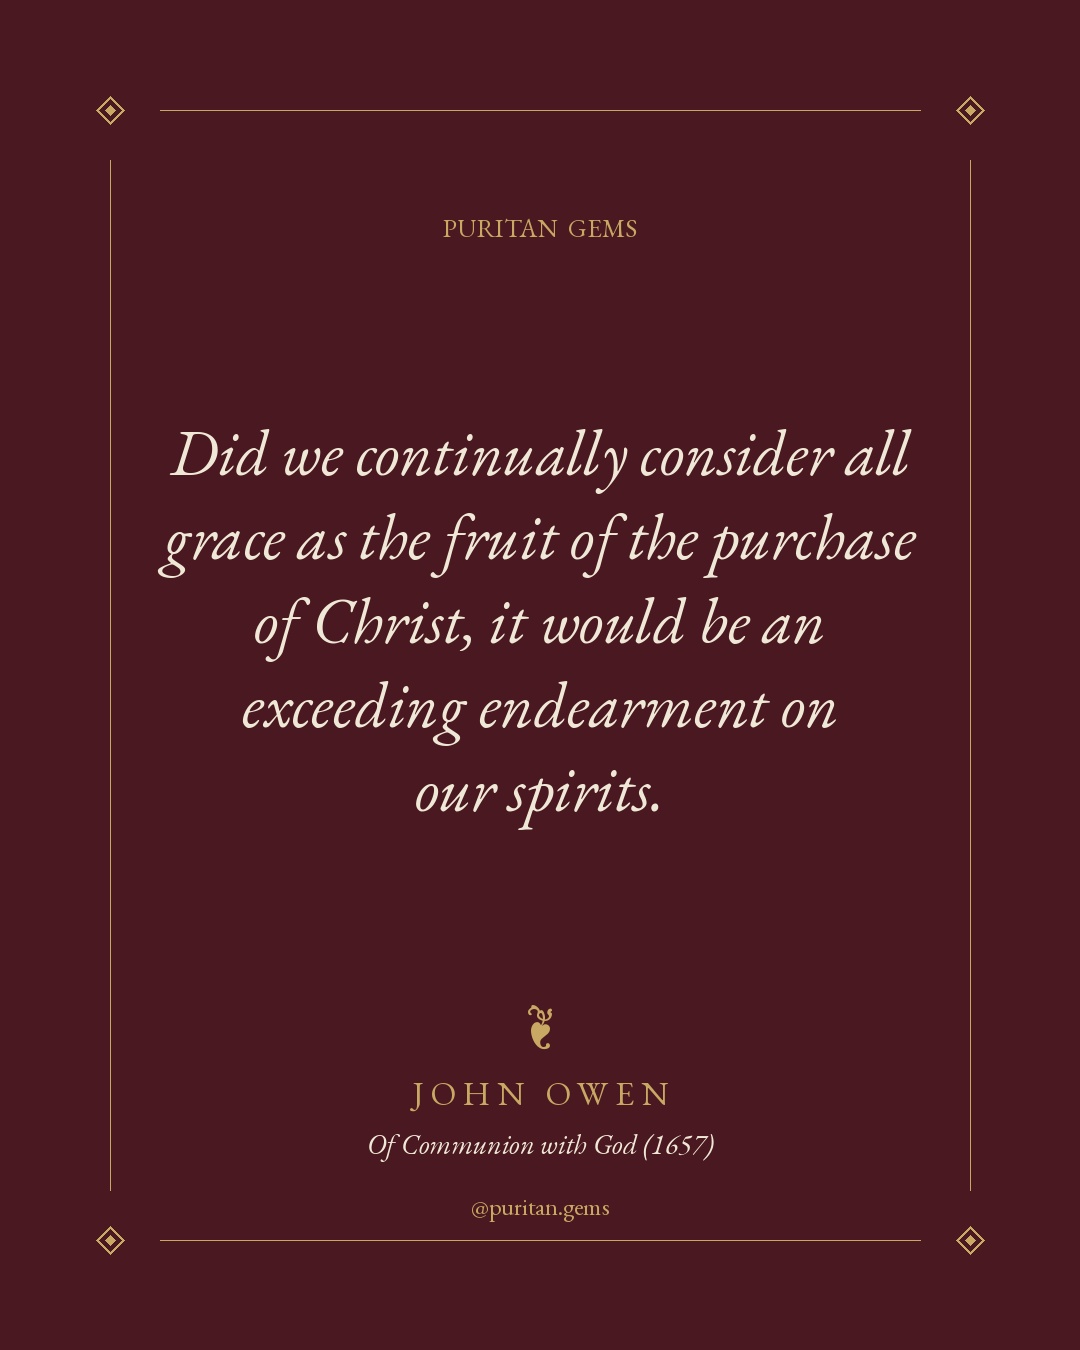 PURITAN GEMS
Did we continually consider all
grace as the fruit of the purchase
of Christ, it would be an
exceeding endearment on
our spirits.
JOHN OWEN
Of Communion with God (1657)
@puritan.gems